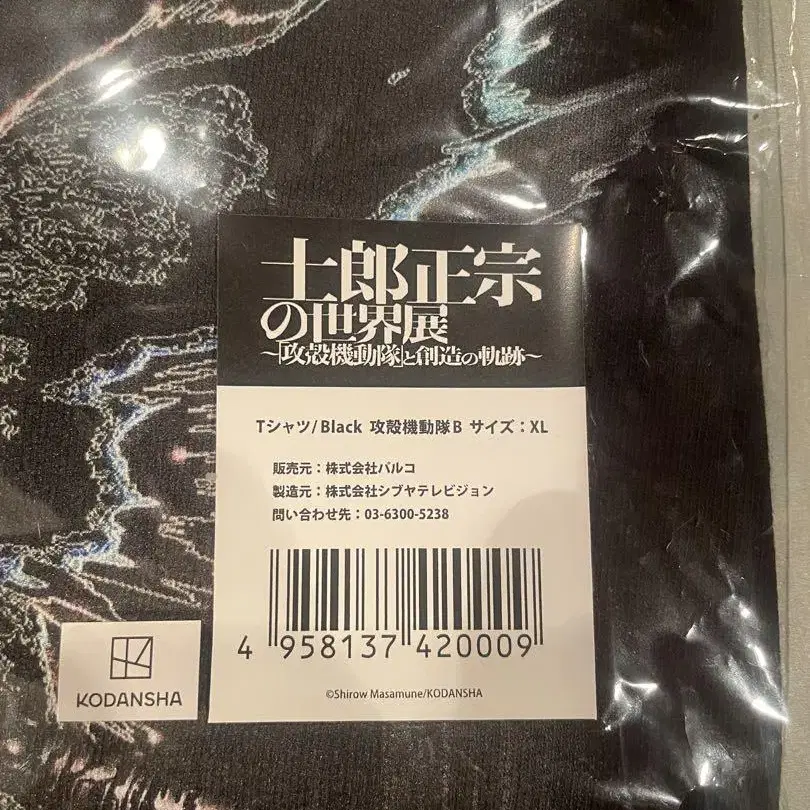 士郎正宗
の世界展
〜「攻殻機動隊」と創造の軌跡〜
Tシャツ/Black 攻殻機動隊B サイズ：XL
販売元：株式会社パルコ
製造元：株式会社シブヤテレビジョン
問い合わせ先：03-6300-5238
4 958137 420009
KODANSHA
©Shirow Masamune/KODANSHA